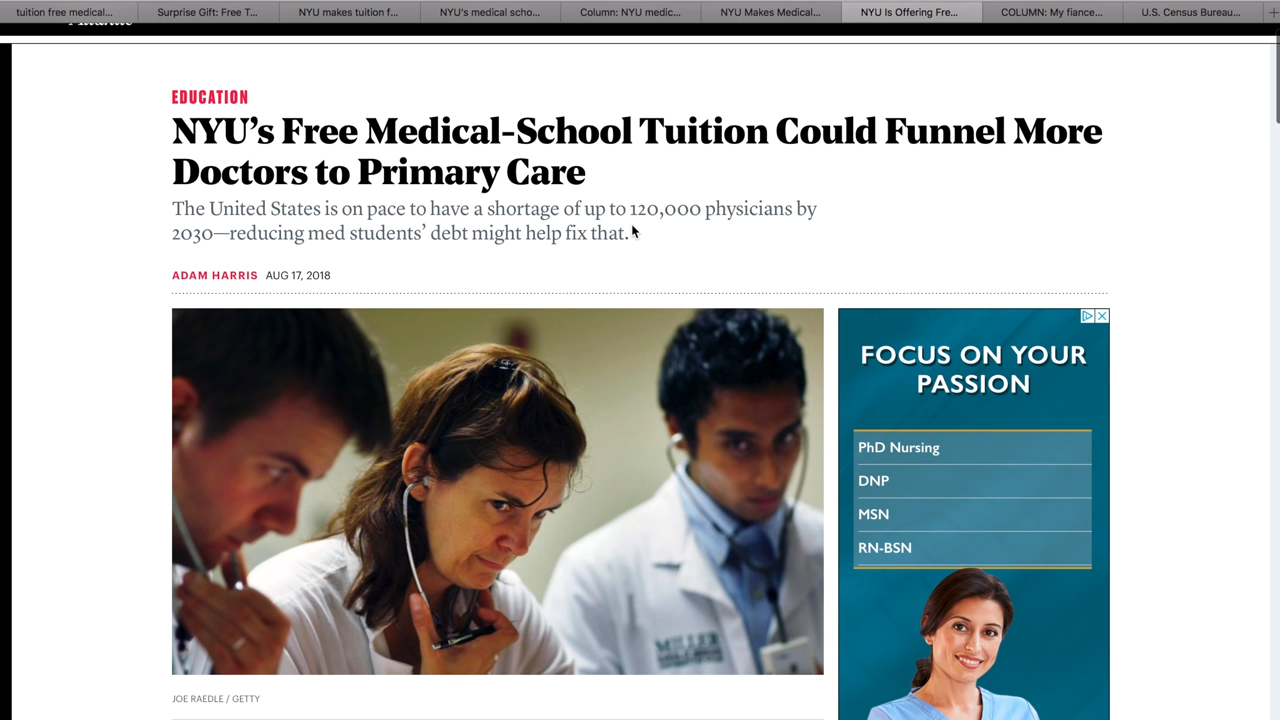 tuition free medical...
Surprise Gift: Free T...
NYU makes tuition f...
NYU's medical scho...
Column: NYU medic...
NYU Makes Medical...
NYU Is Offering Fre...
COLUMN: My fiance...
U.S. Census Bureau...
EDUCATION
NYU’s Free Medical-School Tuition Could Funnel More
Doctors to Primary Care
The United States is on pace to have a shortage of up to 120,000 physicians by
2030—reducing med students’ debt might help fix that.
ADAM HARRIS AUG 17, 2018
FOCUS ON YOUR
PASSION
PhD Nursing
DNP
MSN
RN-BSN
MILLER
JOE RAEDLE / GETTY